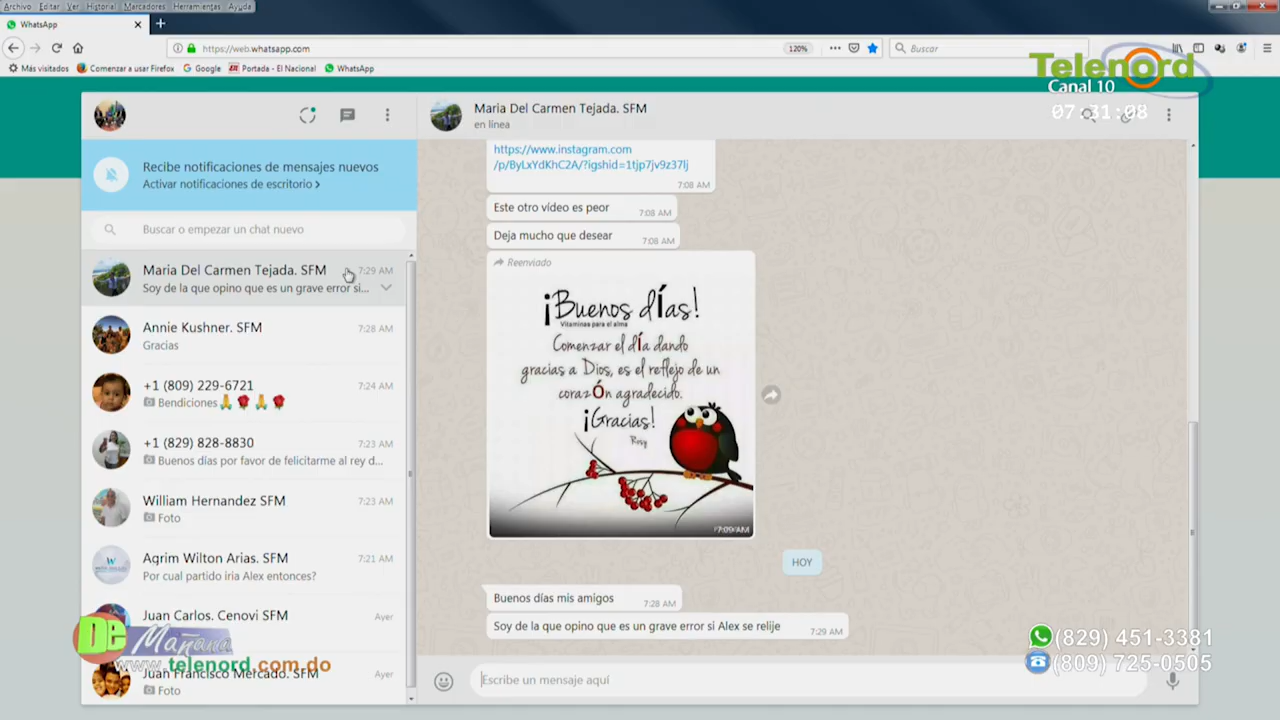 Archivo Editar Ver Historial Marcadores Herramientas Ayuda
WhatsApp
https://web.whatsapp.com
120%
Buscar
Más visitados
Comenzar a usar Firefox
Google
Portada - El Nacional
WhatsApp
Telenord
Canal 10
07:31:08
Recibe notificaciones de mensajes nuevos
Activar notificaciones de escritorio
Buscar o empezar un chat nuevo
Maria Del Carmen Tejada. SFM
7:29 AM
Soy de la que opino que es un grave error si...
Annie Kushner. SFM
7:28 AM
Gracias
+1 (809) 229-6721
7:24 AM
Bendiciones🙏🌹🙏🌹
+1 (829) 828-8830
7:23 AM
Buenos días por favor de felicitarme al rey d...
William Hernandez SFM
7:23 AM
Foto
Agrim Wilton Arias. SFM
7:21 AM
Por cual partido iria Alex entonces?
Juan Carlos. Cenovi SFM
Ayer
De Mañana
www.telenord.com.do
Juan Francisco Mercado. SFM
Ayer
Foto
Maria Del Carmen Tejada. SFM
en línea
https://www.instagram.com
/p/ByLxYdKhC2A/?igshid=1tjp7jv9z37lj
7:08 AM
Este otro vídeo es peor
7:08 AM
Deja mucho que desear
7:08 AM
Reenviado
¡Buenos días!
Vitaminas para el alma
Comenzar el día dando
gracias a Dios, es el reflejo de un
corazÓn agradecido.
¡Gracias!
Rosy
7:09 AM
HOY
Buenos días mis amigos
7:28 AM
Soy de la que opino que es un grave error si Alex se relije
7:29 AM
Escribe un mensaje aquí
(829) 451-3381
(809) 725-0505